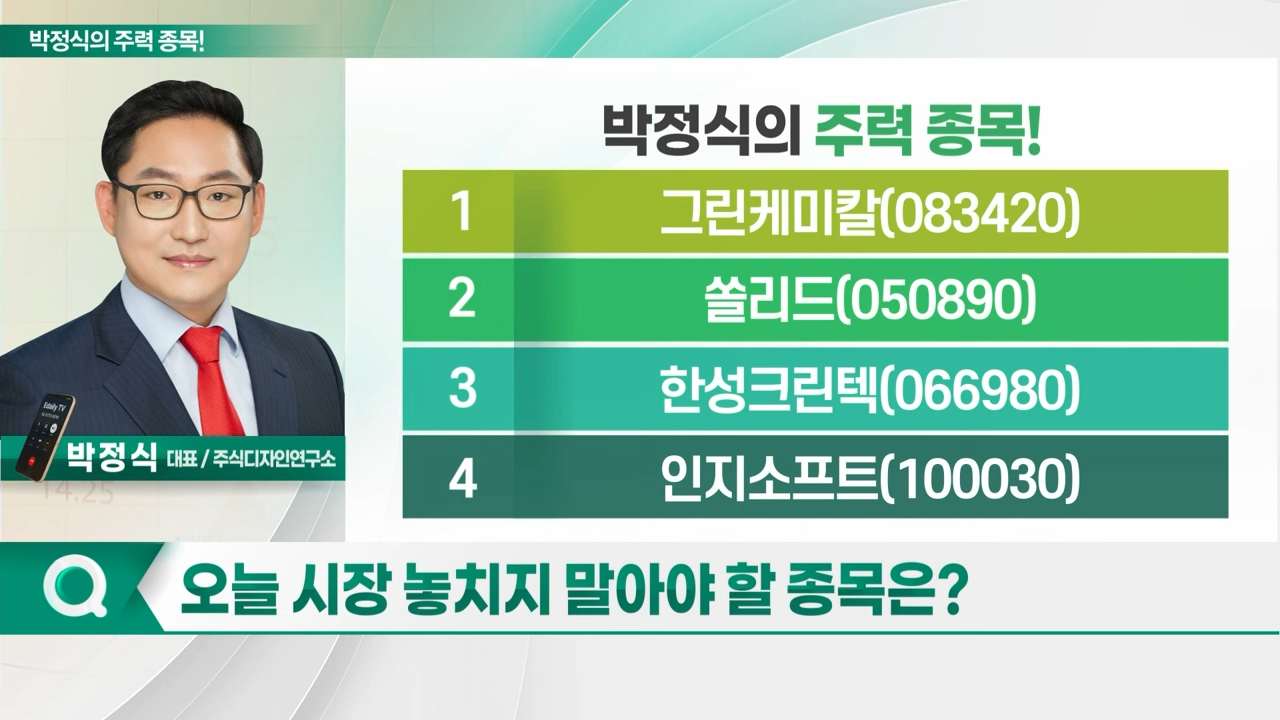 박정식의 주력 종목!
박정식의 주력 종목!
1 그린케미칼(083420)
2 쏠리드(050890)
3 한성크린텍(066980)
4 인지소프트(100030)
Edaily TV
박정식 대표 / 주식디자인연구소
14.25
오늘 시장 놓치지 말아야 할 종목은?